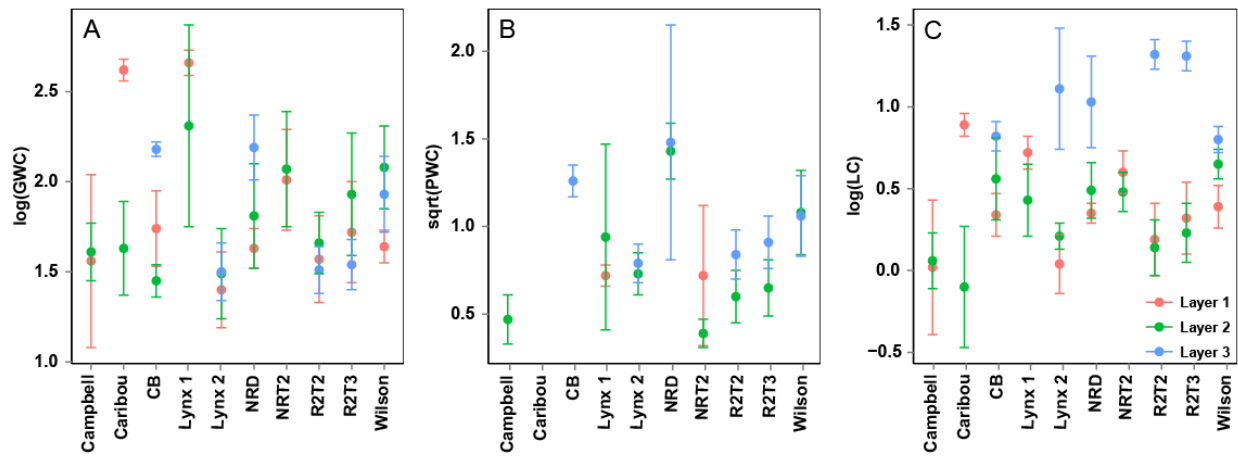 A
log(GWC)
2.5
2.0
1.5
1.0
Campbell
Caribou
CB
Lynx 1
Lynx 2
NRD
NRT2
R2T2
R2T3
Wilson
B
sqrt(PWC)
2.0
1.5
1.0
0.5
Campbell
Caribou
CB
Lynx 1
Lynx 2
NRD
NRT2
R2T2
R2T3
Wilson
C
log(LC)
1.5
1.0
0.5
0.0
−0.5
Layer 1
Layer 2
Layer 3
Campbell
Caribou
CB
Lynx 1
Lynx 2
NRD
NRT2
R2T2
R2T3
Wilson